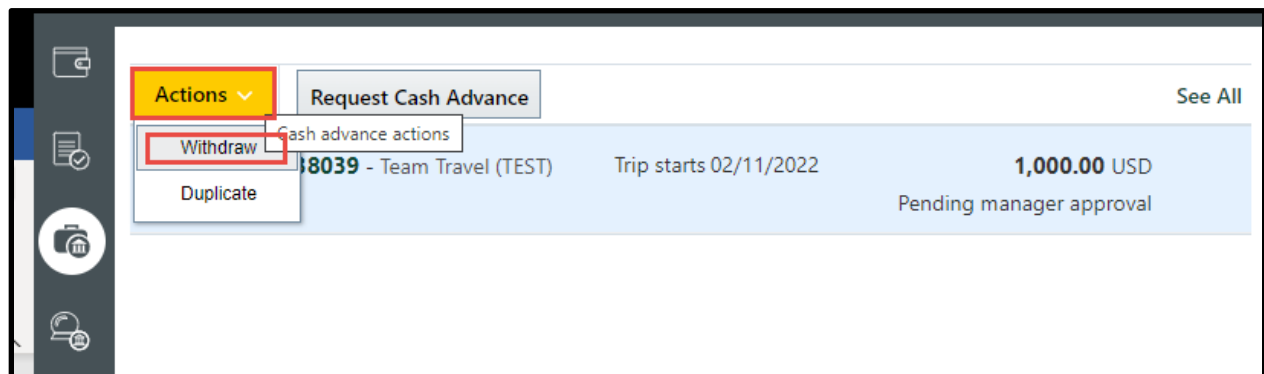 Actions
Request Cash Advance
See All
Cash advance actions
Withdraw
38039 - Team Travel (TEST)
Trip starts 02/11/2022
1,000.00 USD
Duplicate
Pending manager approval